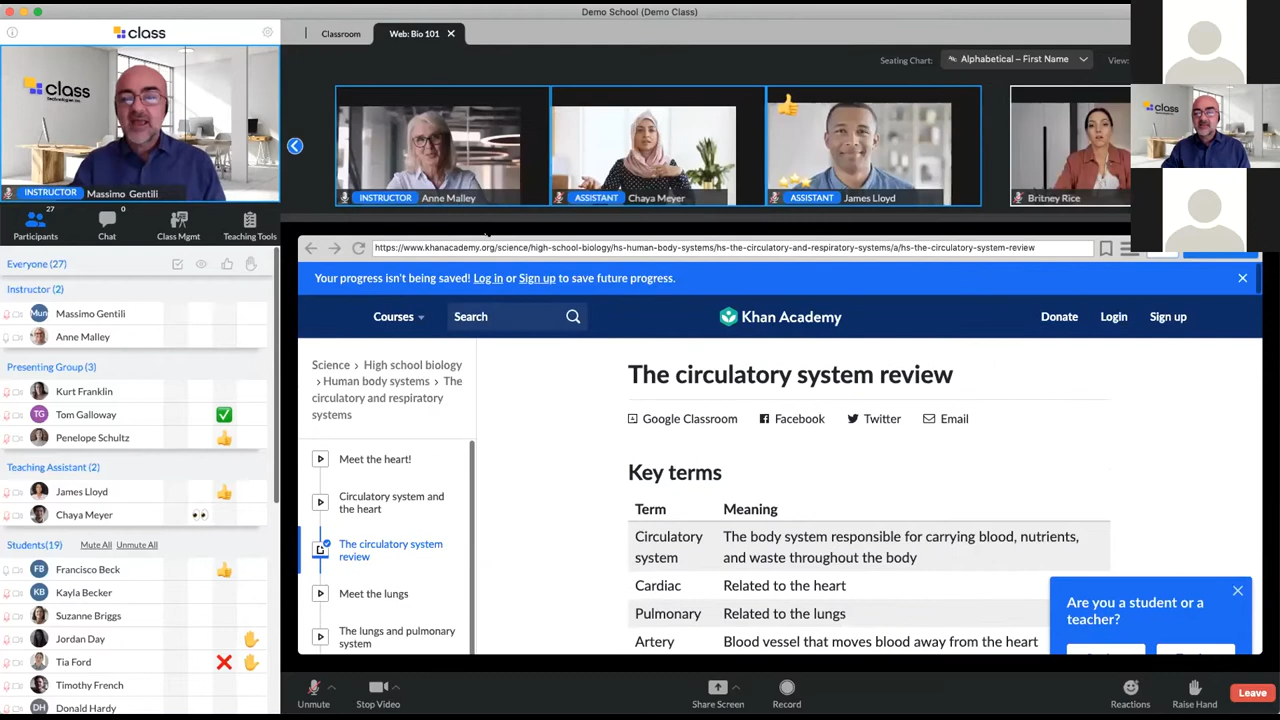 Demo School (Demo Class)
class
Classroom
Web: Bio 101
Seating Chart:
Alphabetical – First Name
View:
class
technologies inc
INSTRUCTOR
Massimo Gentili
INSTRUCTOR
Anne Malley
ASSISTANT
Chaya Meyer
ASSISTANT
James Lloyd
Britney Rice
class
27
0
Participants
Chat
Class Mgmt
Teaching Tools
Everyone (27)
Instructor (2)
Mun
Massimo Gentili
Anne Malley
Presenting Group (3)
Kurt Franklin
TG
Tom Galloway
Penelope Schultz
Teaching Assistant (2)
James Lloyd
Chaya Meyer
Students(19)
Mute All
Unmute All
FB
Francisco Beck
KB
Kayla Becker
Suzanne Briggs
Jordan Day
Tia Ford
Timothy French
DH
Donald Hardy
https://www.khanacademy.org/science/high-school-biology/hs-human-body-systems/hs-the-circulatory-and-respiratory-systems/a/hs-the-circulatory-system-review
Your progress isn't being saved! Log in or Sign up to save future progress.
Courses
Search
Khan Academy
Donate
Login
Sign up
Science › High school biology
› Human body systems › The
circulatory and respiratory
systems
Meet the heart!
Circulatory system and
the heart
The circulatory system
review
Meet the lungs
The lungs and pulmonary
system
The circulatory system review
Google Classroom
Facebook
Twitter
Email
Key terms
Term
Meaning
Circulatory
system
The body system responsible for carrying blood, nutrients,
and waste throughout the body
Cardiac
Related to the heart
Pulmonary
Related to the lungs
Artery
Blood vessel that moves blood away from the heart
Are you a student or a
teacher?
Unmute
Stop Video
Share Screen
Record
Reactions
Raise Hand
Leave